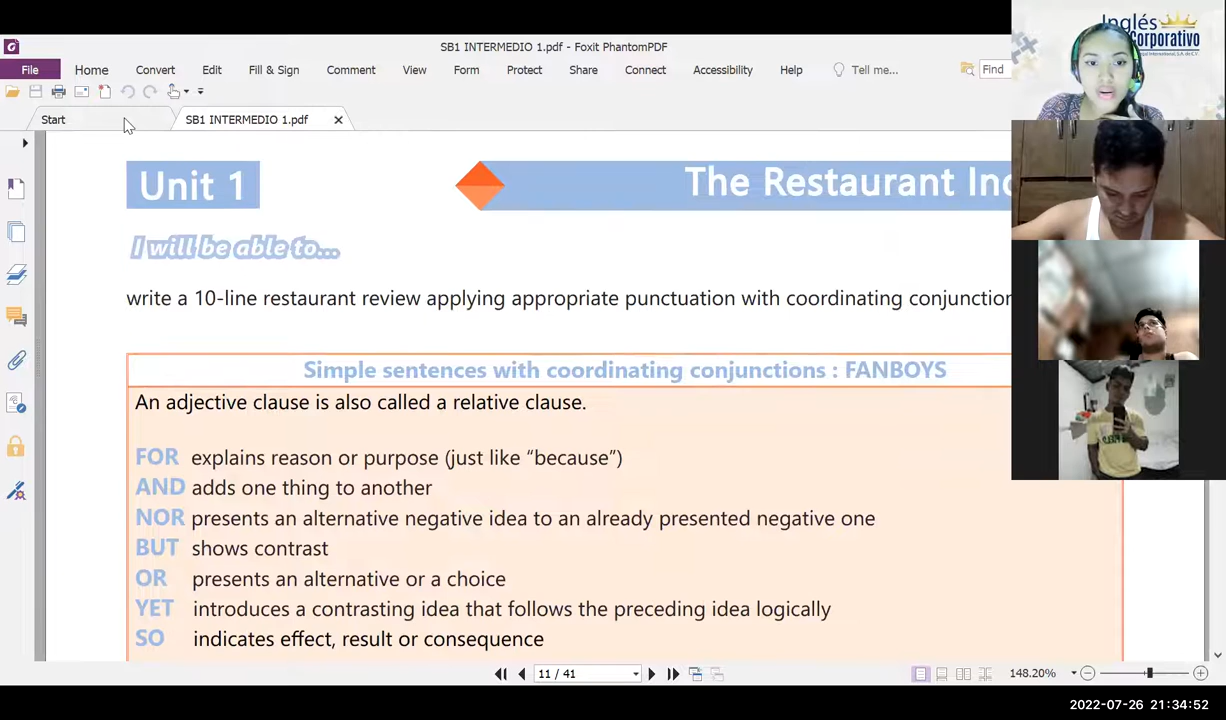 SB1 INTERMEDIO 1.pdf - Foxit PhantomPDF
File Home Convert Edit Fill & Sign Comment View Form Protect Share Connect Accessibility Help Tell me... Find
Start SB1 INTERMEDIO 1.pdf
Inglés
Corporativo
Unit 1
The Restaurant Ind
I will be able to...
write a 10-line restaurant review applying appropriate punctuation with coordinating conjunction
Simple sentences with coordinating conjunctions : FANBOYS
An adjective clause is also called a relative clause.
FOR explains reason or purpose (just like “because”)
AND adds one thing to another
NOR presents an alternative negative idea to an already presented negative one
BUT shows contrast
OR presents an alternative or a choice
YET introduces a contrasting idea that follows the preceding idea logically
SO indicates effect, result or consequence
11 / 41
148.20%
2022-07-26 21:34:52